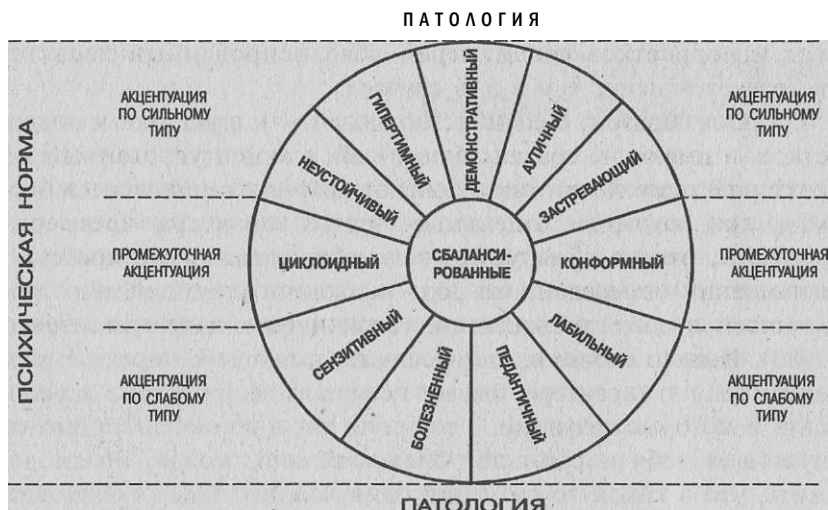 ПАТОЛОГИЯ
ПСИХИЧЕСКАЯ НОРМА
АКЦЕНТУАЦИЯ
ПО СИЛЬНОМУ
ТИПУ
ПРОМЕЖУТОЧНАЯ
АКЦЕНТУАЦИЯ
АКЦЕНТУАЦИЯ
ПО СЛАБОМУ
ТИПУ
НЕУСТОЙЧИВЫЙ
ГИПЕРТИМНЫЙ
ДЕМОНСТРАТИВНЫЙ
АТИПИЧНЫЙ
ЗАСТРЕВАЮЩИЙ
ЦИКЛОИДНЫЙ
СБАЛАНСИ-
РОВАННЫЕ
КОНФОРМНЫЙ
СЕНЗИТИВНЫЙ
БОЛЕЗНЕННЫЙ
ПЕДАНТИЧНЫЙ
ЛАБИЛЬНЫЙ
АКЦЕНТУАЦИЯ
ПО СИЛЬНОМУ
ТИПУ
ПРОМЕЖУТОЧНАЯ
АКЦЕНТУАЦИЯ
АКЦЕНТУАЦИЯ
ПО СЛАБОМУ
ТИПУ
ПАТОЛОГИЯ